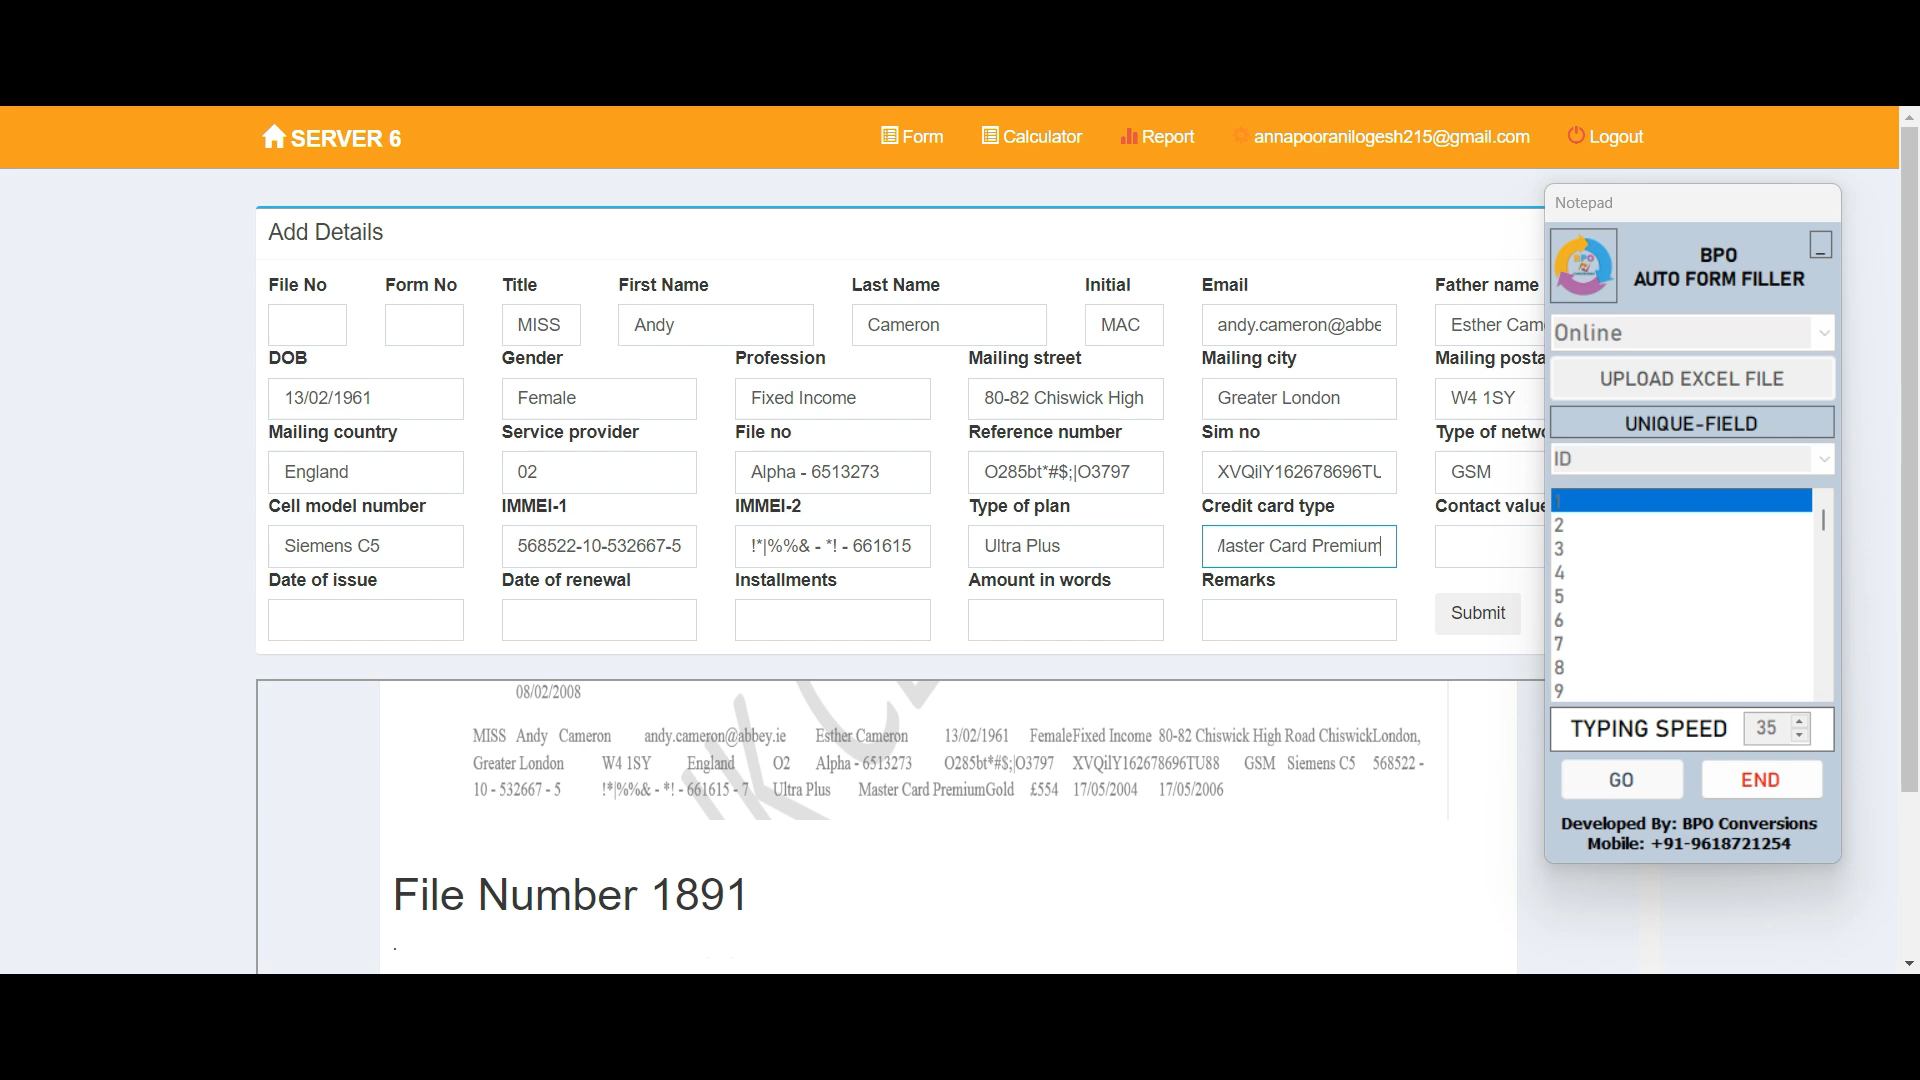 SERVER 6
Form
Calculator
Report
annapooranilogesh215@gmail.com
Logout
Add Details
File No
Form No
Title
First Name
Last Name
Initial
Email
Father name
MISS
Andy
Cameron
MAC
andy.cameron@abbe
Esther Cam
DOB
Gender
Profession
Mailing street
Mailing city
Mailing posta
13/02/1961
Female
Fixed Income
80-82 Chiswick High
Greater London
W4 1SY
Mailing country
Service provider
File no
Reference number
Sim no
Type of netwo
England
02
Alpha - 6513273
O285bt*#$;|O3797
XVQilY162678696TU
GSM
Cell model number
IMMEI-1
IMMEI-2
Type of plan
Credit card type
Contact value
Siemens C5
568522-10-532667-5
!*|%%& - *! - 661615
Ultra Plus
Master Card Premium
Date of issue
Date of renewal
Installments
Amount in words
Remarks
Submit
08/02/2008
MISS Andy Cameron andy.cameron@abbey.ie Esther Cameron 13/02/1961 FemaleFixed Income 80-82 Chiswick High Road ChiswickLondon,
Greater London W4 1SY England O2 Alpha - 6513273 O285bt*#$;|O3797 XVQilY162678696TU88 GSM Siemens C5 568522 -
10 - 532667 - 5 !*|%%& - *! - 661615 - 7 Ultra Plus Master Card PremiumGold £554 17/05/2004 17/05/2006
File Number 1891
.
Notepad
BPO
BPO
AUTO FORM FILLER
Online
UPLOAD EXCEL FILE
UNIQUE-FIELD
ID
1
2
3
4
5
6
7
8
9
TYPING SPEED 35
GO
END
Developed By: BPO Conversions
Mobile: +91-9618721254